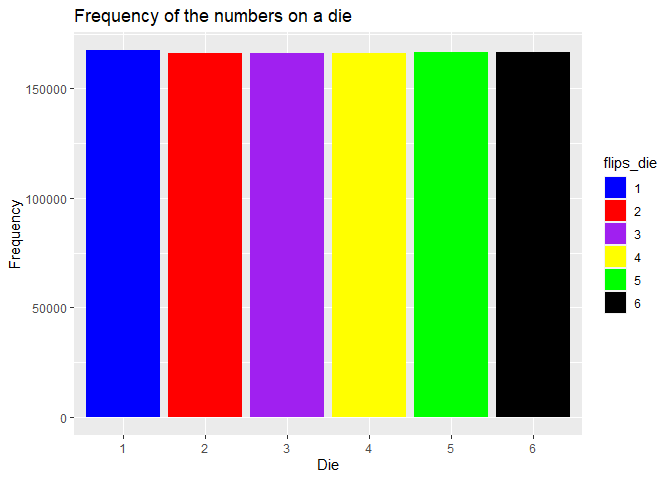 Frequency of the numbers on a die
Frequency
150000
100000
50000
0
1 2 3 4 5 6
Die
flips_die
1
2
3
4
5
6